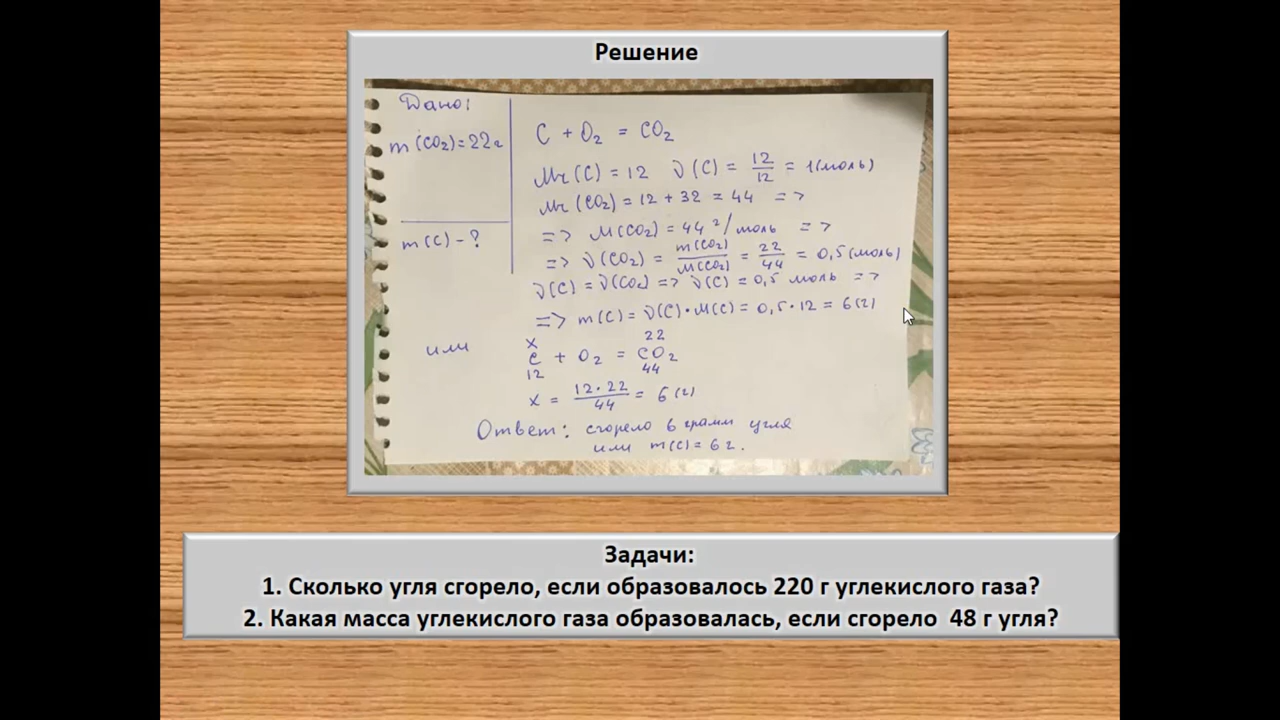 Решение
Дано:
m(CO₂)=22г
m(C) - ?
C + O₂ = CO₂
Mr(C) = 12 ν(C) = 12/12 = 1(моль)
Mr(CO₂) = 12 + 32 = 44 =>
=> M(CO₂) = 44 г/моль =>
=> ν(CO₂) = m(CO₂)/M(CO₂) = 22/44 = 0,5(моль)
ν(C) = ν(CO₂) => ν(C) = 0,5 моль =>
=> m(C) = ν(C)·M(C) = 0,5·12 = 6(г)
или
x 22
C + O₂ = CO₂
12 44
x = 12·22/44 = 6(г)
Ответ: сгорело 6 грамм угля
или m(C) = 6г.
Задачи:
1. Сколько угля сгорело, если образовалось 220 г углекислого газа?
2. Какая масса углекислого газа образовалась, если сгорело 48 г угля?